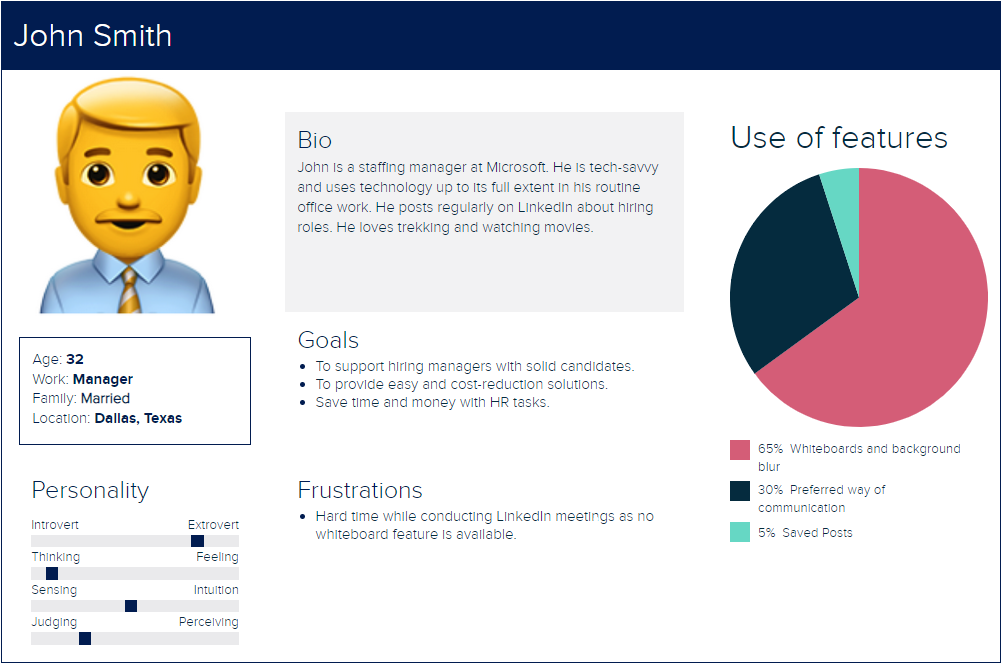 John Smith
Bio
John is a staffing manager at Microsoft. He is tech-savvy
and uses technology up to its full extent in his routine
office work. He posts regularly on LinkedIn about hiring
roles. He loves trekking and watching movies.
Age: 32
Work: Manager
Family: Married
Location: Dallas, Texas
Goals
To support hiring managers with solid candidates.
To provide easy and cost-reduction solutions.
Save time and money with HR tasks.
Personality
Introvert Extrovert
Thinking Feeling
Sensing Intuition
Judging Perceiving
Frustrations
Hard time while conducting LinkedIn meetings as no
whiteboard feature is available.
Use of features
65% Whiteboards and background
blur
30% Preferred way of
communication
5% Saved Posts